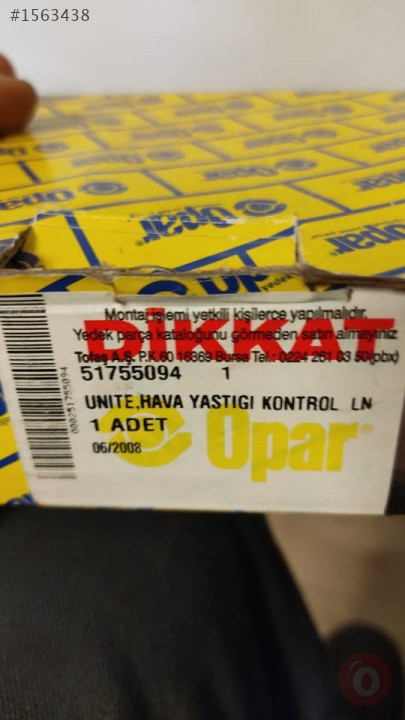 #1563438
Opar®
Opar
Opar
DİKKAT
Montaj işlemi yetkili kişilerce yapılmalıdır.
Yedek parça kataloğunu görmeden satın almayınız
Tofaş A.Ş. P.K.60 16369 Bursa Tel.: 0224 261 03 50(pbx)
51755094 1
UNITE,HAVA YASTIGI KONTROL LN
1 ADET
06/2008
Opar®
000251755094